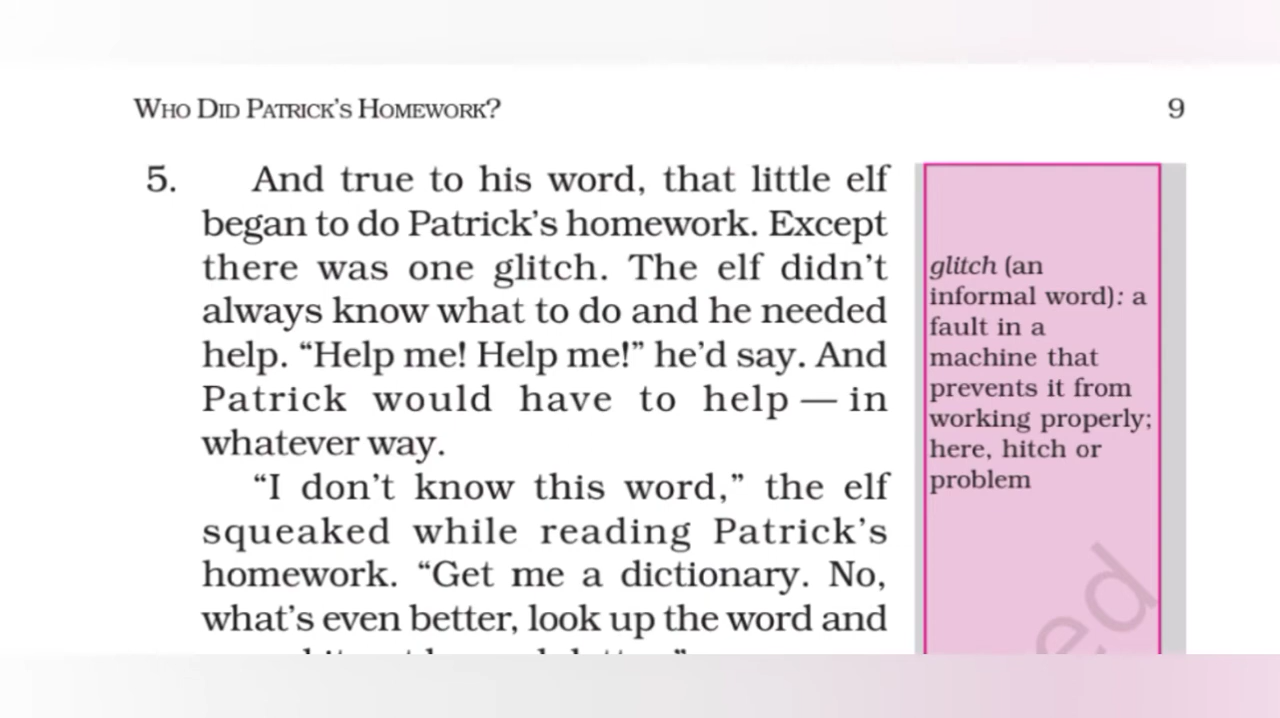 WHO DID PATRICK'S HOMEWORK?
9
5. And true to his word, that little elf
began to do Patrick's homework. Except
there was one glitch. The elf didn't
always know what to do and he needed
help. “Help me! Help me!” he'd say. And
Patrick would have to help — in
whatever way.
“I don't know this word,” the elf
squeaked while reading Patrick's
homework. “Get me a dictionary. No,
what's even better, look up the word and
glitch (an
informal word): a
fault in a
machine that
prevents it from
working properly;
here, hitch or
problem
ed